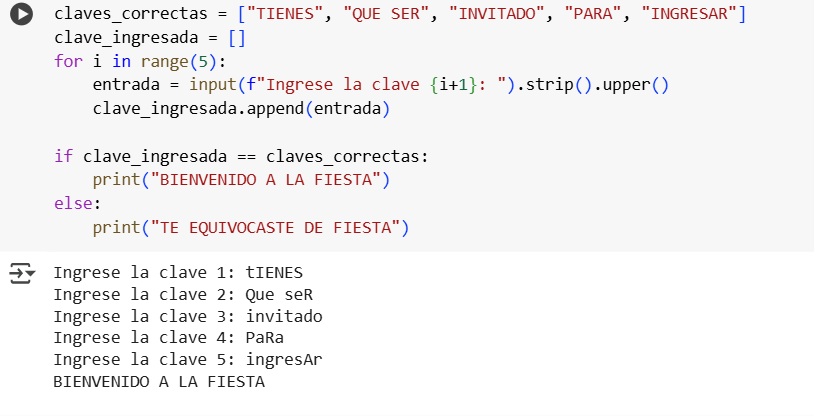 claves_correctas = ["TIENES", "QUE SER", "INVITADO", "PARA", "INGRESAR"]
clave_ingresada = []
for i in range(5):
    entrada = input(f"Ingrese la clave {i+1}: ").strip().upper()
    clave_ingresada.append(entrada)

if clave_ingresada == claves_correctas:
    print("BIENVENIDO A LA FIESTA")
else:
    print("TE EQUIVOCASTE DE FIESTA")

Ingrese la clave 1: tIENES
Ingrese la clave 2: Que seR
Ingrese la clave 3: invitado
Ingrese la clave 4: PaRa
Ingrese la clave 5: ingresAr
BIENVENIDO A LA FIESTA